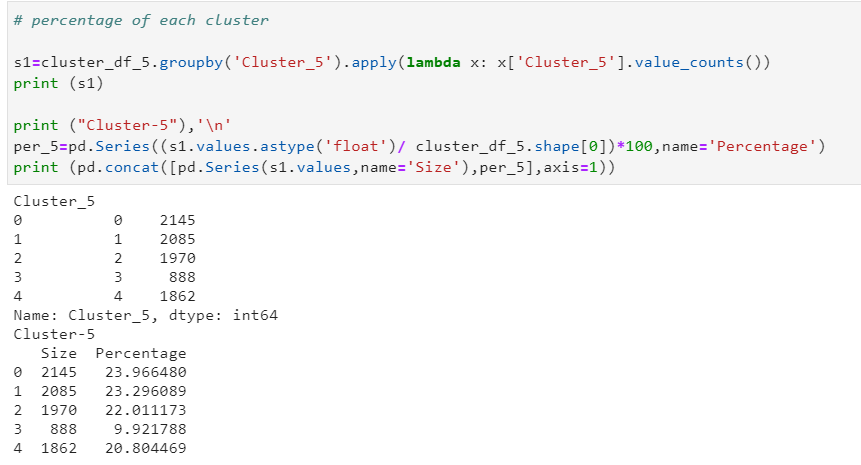 # percentage of each cluster
s1=cluster_df_5.groupby('Cluster_5').apply(lambda x: x['Cluster_5'].value_counts())
print (s1)
print ("Cluster-5"),'\n'
per_5=pd.Series((s1.values.astype('float')/ cluster_df_5.shape[0])*100,name='Percentage')
print (pd.concat([pd.Series(s1.values,name='Size'),per_5],axis=1))
Cluster_5
0          0    2145
1          1    2085
2          2    1970
3          3     888
4          4    1862
Name: Cluster_5, dtype: int64
Cluster-5
   Size  Percentage
0  2145   23.966480
1  2085   23.296089
2  1970   22.011173
3   888    9.921788
4  1862   20.804469